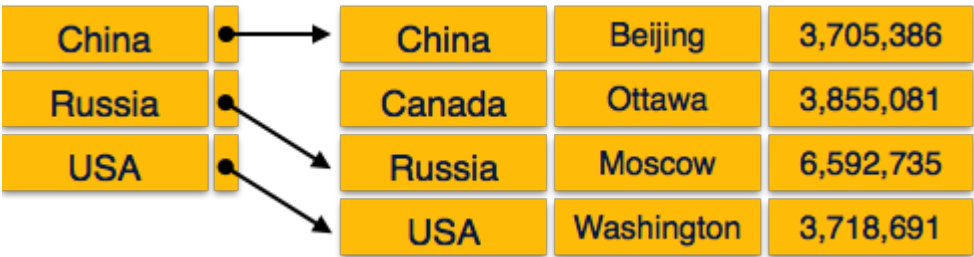 China China Beijing 3,705,386
Russia Canada Ottawa 3,855,081
USA Russia Moscow 6,592,735
USA Washington 3,718,691